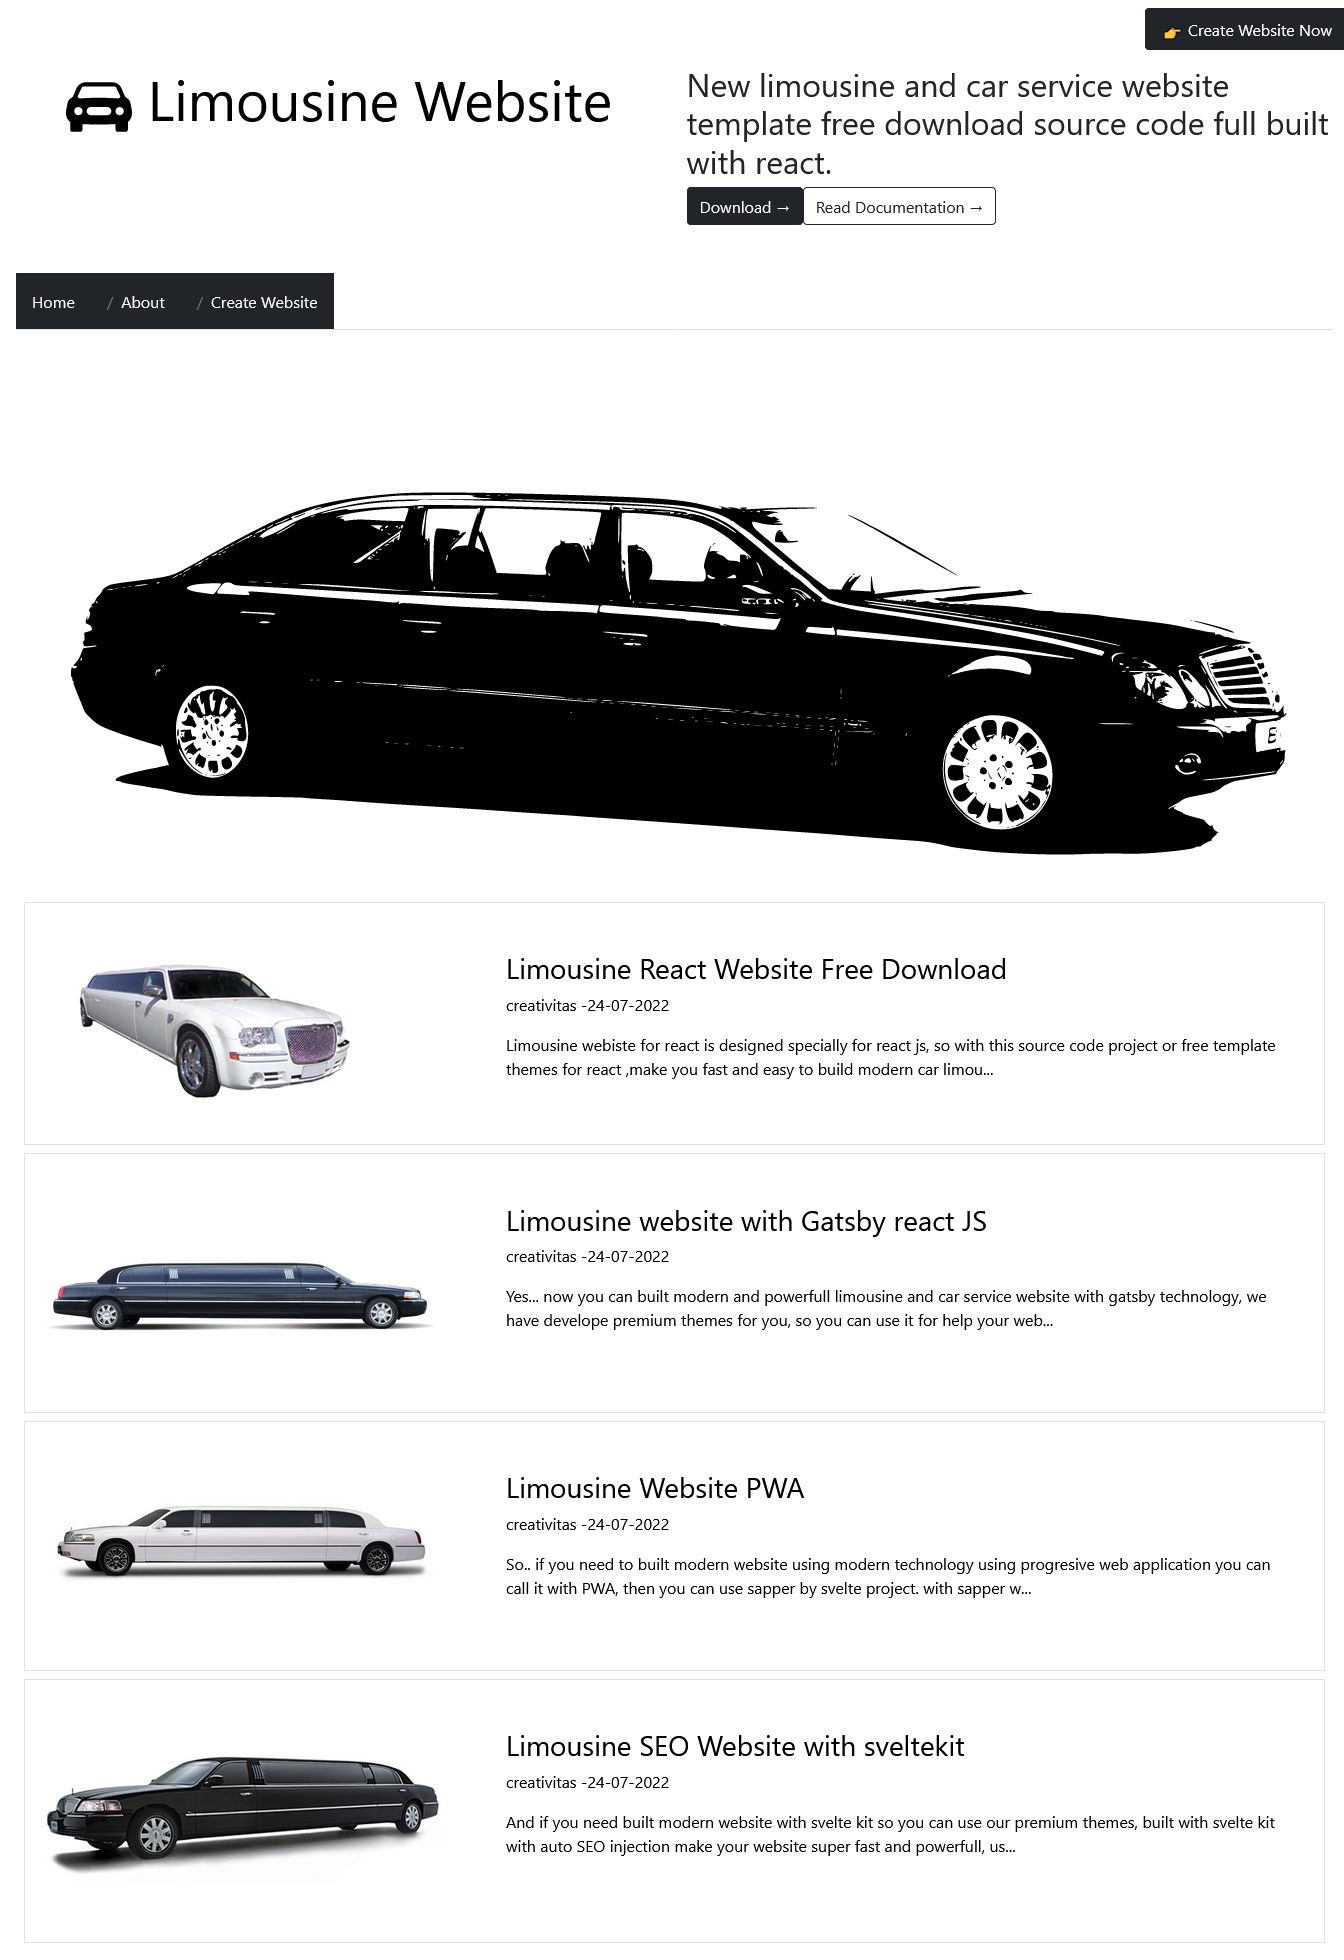 👉 Create Website Now
Limousine Website
New limousine and car service website
template free download source code full built
with react.
Download → Read Documentation →
Home / About / Create Website
Limousine React Website Free Download
creativitas -24-07-2022
Limousine webiste for react is designed specially for react js, so with this source code project or free template
themes for react ,make you fast and easy to build modern car limou...
Limousine website with Gatsby react JS
creativitas -24-07-2022
Yes... now you can built modern and powerfull limousine and car service website with gatsby technology, we
have develope premium themes for you, so you can use it for help your web...
Limousine Website PWA
creativitas -24-07-2022
So.. if you need to built modern website using modern technology using progresive web application you can
call it with PWA, then you can use sapper by svelte project. with sapper w...
Limousine SEO Website with sveltekit
creativitas -24-07-2022
And if you need built modern website with svelte kit so you can use our premium themes, built with svelte kit
with auto SEO injection make your website super fast and powerfull, us...